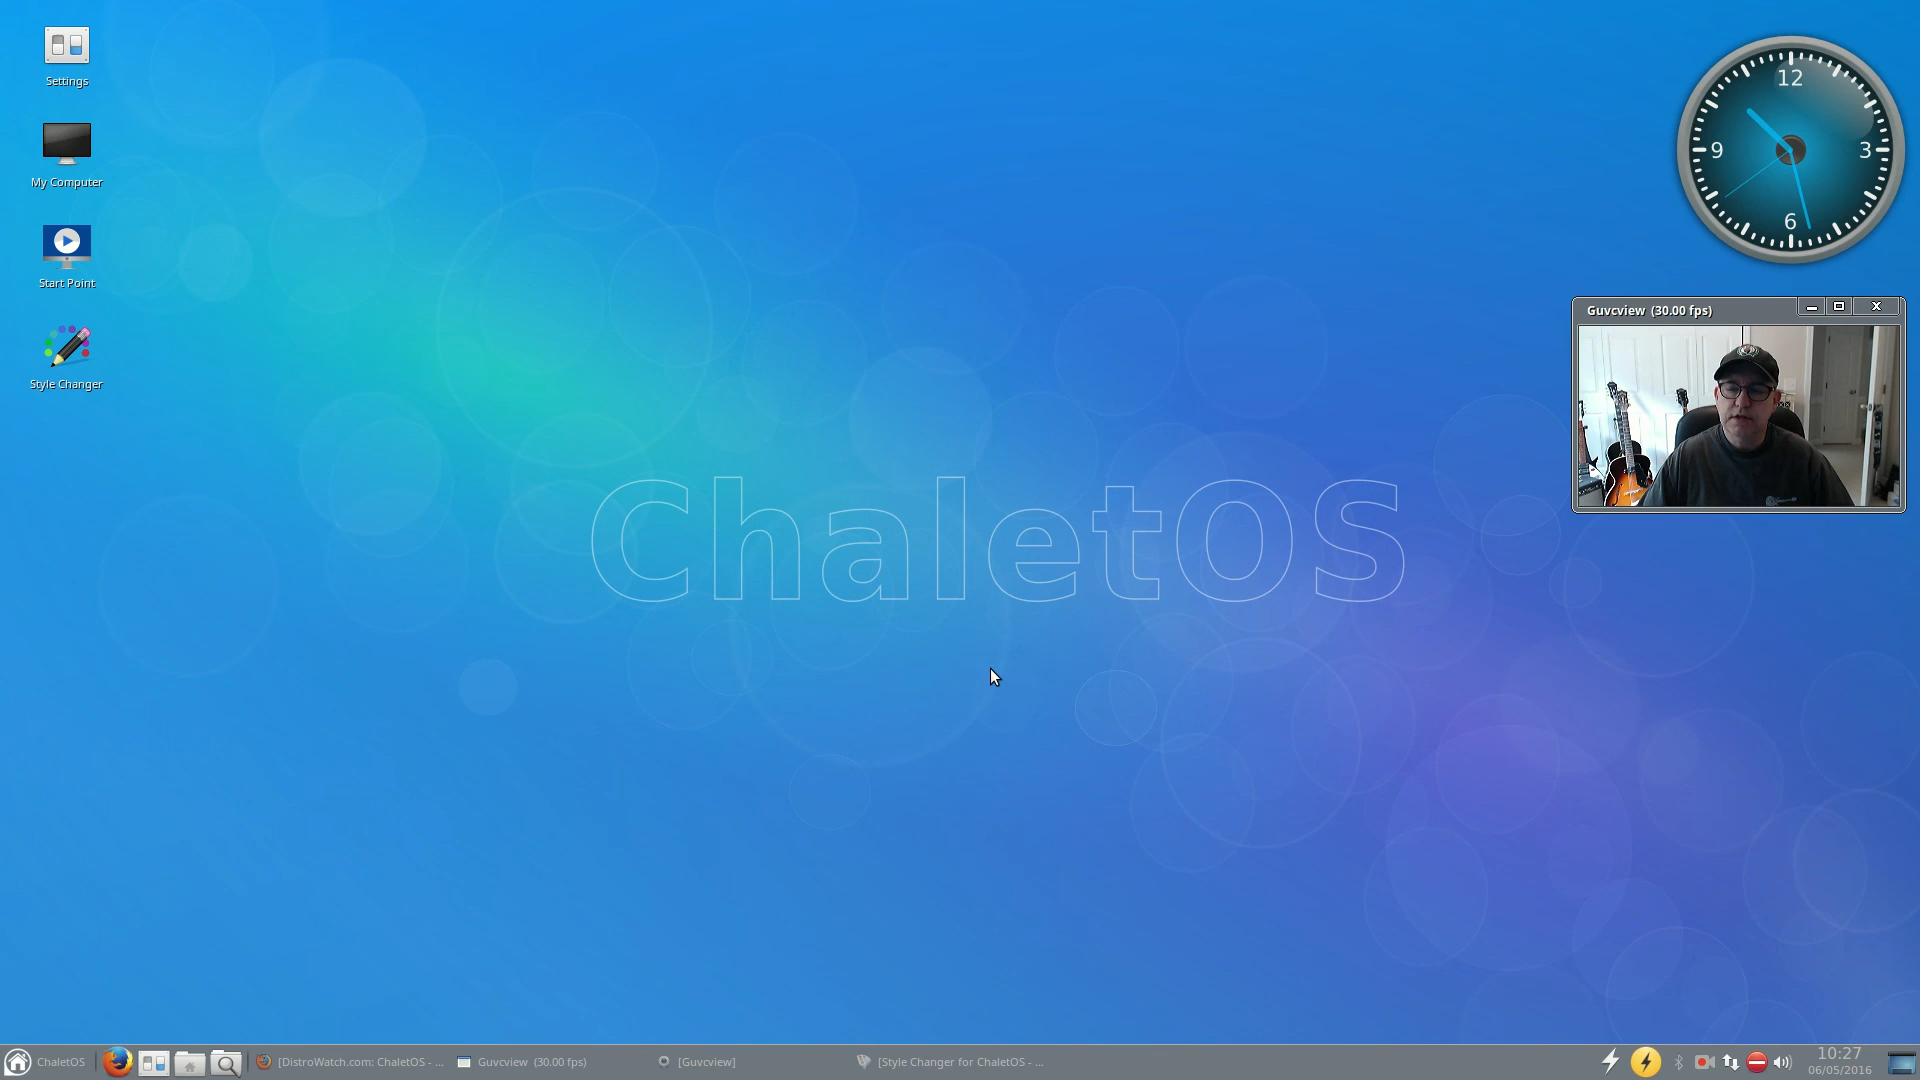 Settings
My Computer
Start Point
Style Changer
12
9
3
6
Guvcview (30.00 fps)
ChaletOS
ChaletOS
[DistroWatch.com: ChaletOS - ...
Guvcview (30.00 fps)
[Guvcview]
[Style Changer for ChaletOS - ...
10:27
06/05/2016